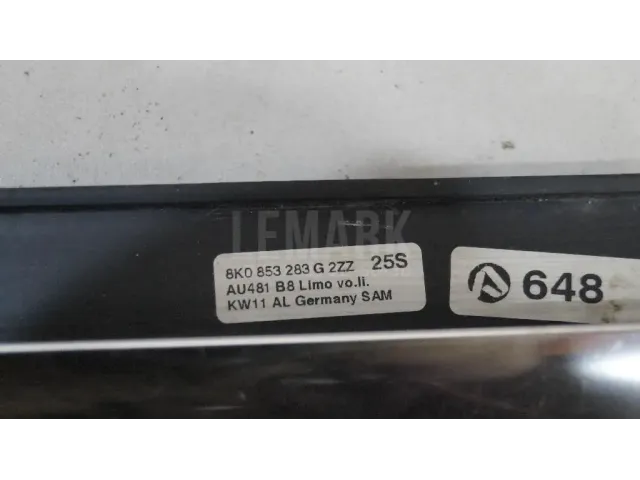 LEMARK
8K0 853 283 G 2ZZ 25S
AU481 B8 Limo vo.li.
KW11 AL Germany SAM
648